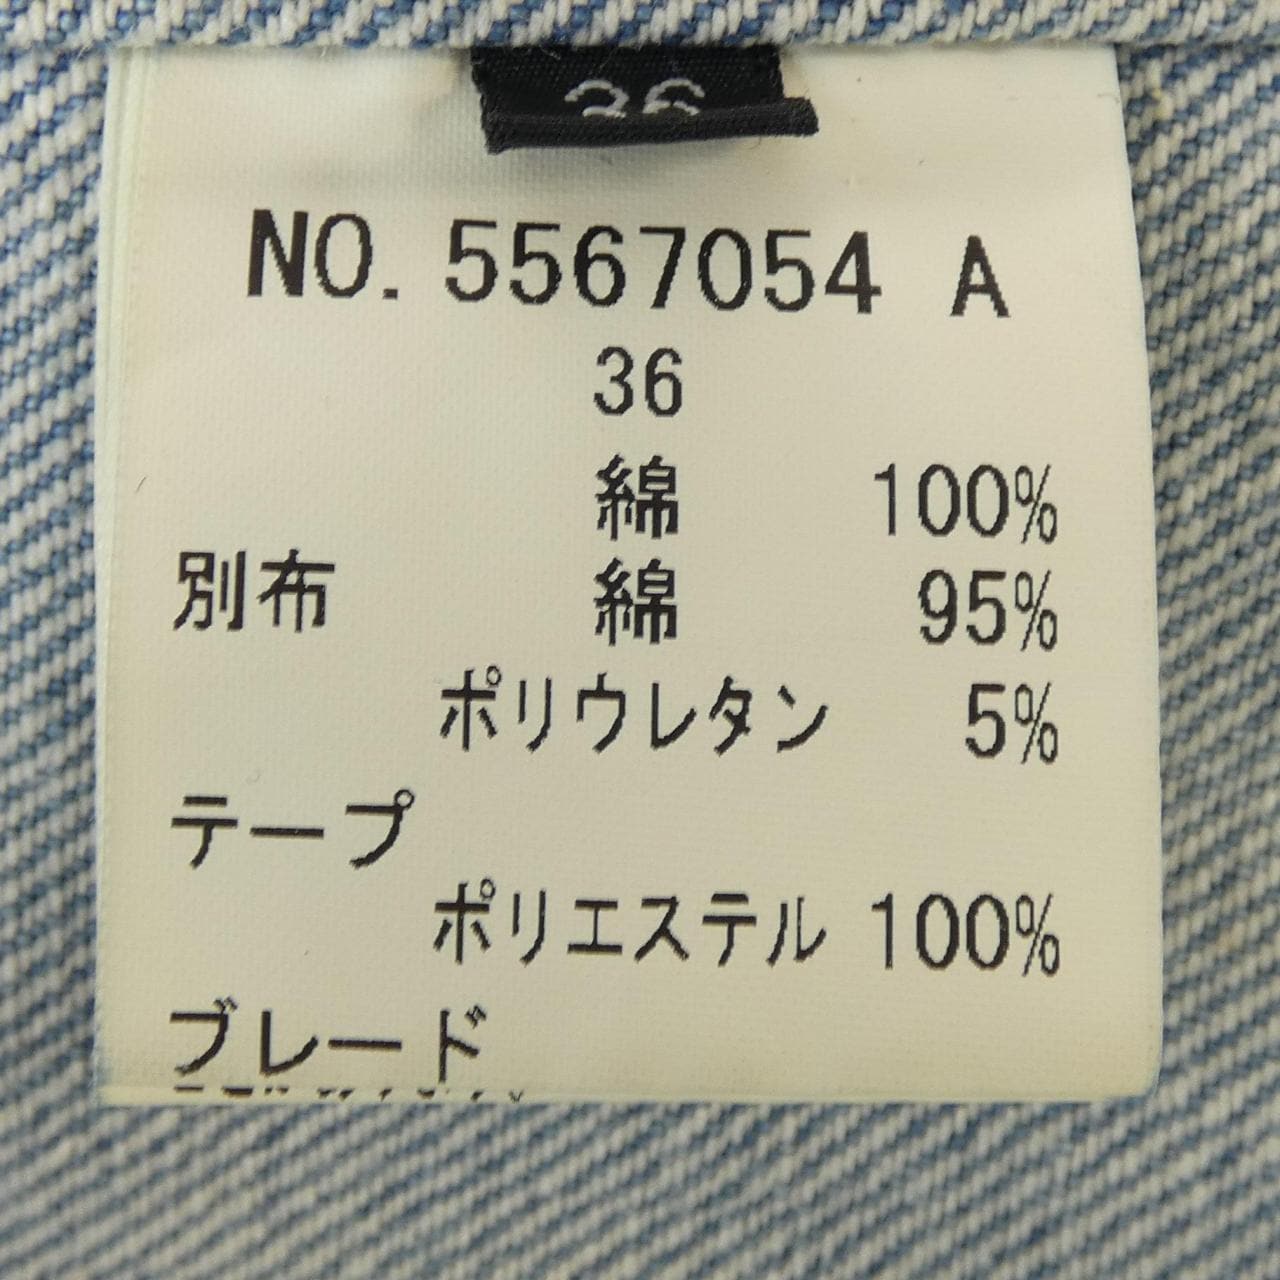 36
NO. 5567054 A
36
綿 100%
別布 綿 95%
ポリウレタン 5%
テープ
ポリエステル 100%
ブレード